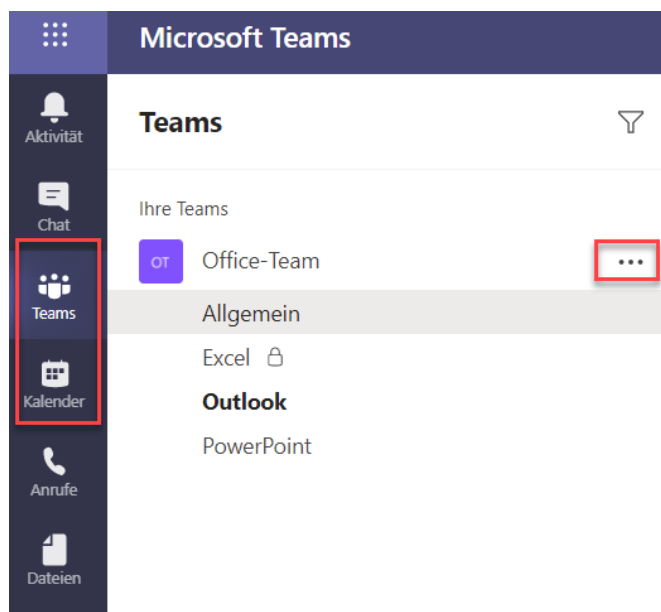 Microsoft Teams
Aktivität
Chat
Teams
Kalender
Anrufe
Dateien
Teams
Ihre Teams
OT Office-Team ...
Allgemein
Excel
Outlook
PowerPoint